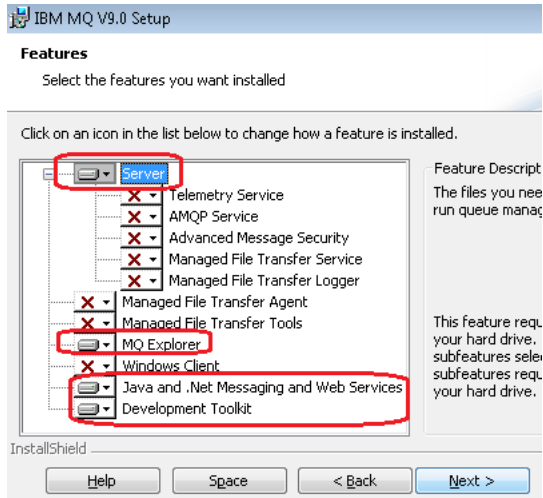 IBM MQ V9.0 Setup
Features
Select the features you want installed
Click on an icon in the list below to change how a feature is installed.
Server
Telemetry Service
AMQP Service
Advanced Message Security
Managed File Transfer Service
Managed File Transfer Logger
Managed File Transfer Agent
Managed File Transfer Tools
MQ Explorer
Windows Client
Java and .Net Messaging and Web Services
Development Toolkit
Feature Descript
The files you nee
run queue manag
This feature requ
your hard drive.
subfeatures sele
subfeatures requ
your hard drive.
InstallShield
Help
Space
< Back
Next >